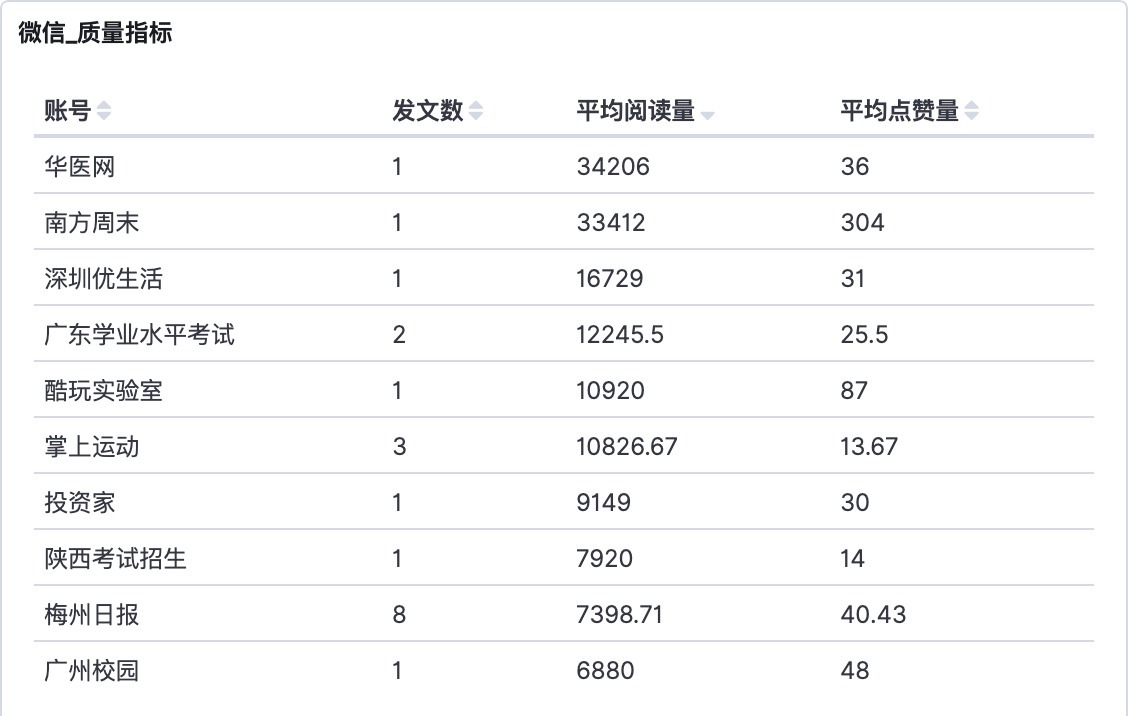 微信_质量指标
账号 发文数 平均阅读量 平均点赞量
华医网 1 34206 36
南方周末 1 33412 304
深圳优生活 1 16729 31
广东学业水平考试 2 12245.5 25.5
酷玩实验室 1 10920 87
掌上运动 3 10826.67 13.67
投资家 1 9149 30
陕西考试招生 1 7920 14
梅州日报 8 7398.71 40.43
广州校园 1 6880 48